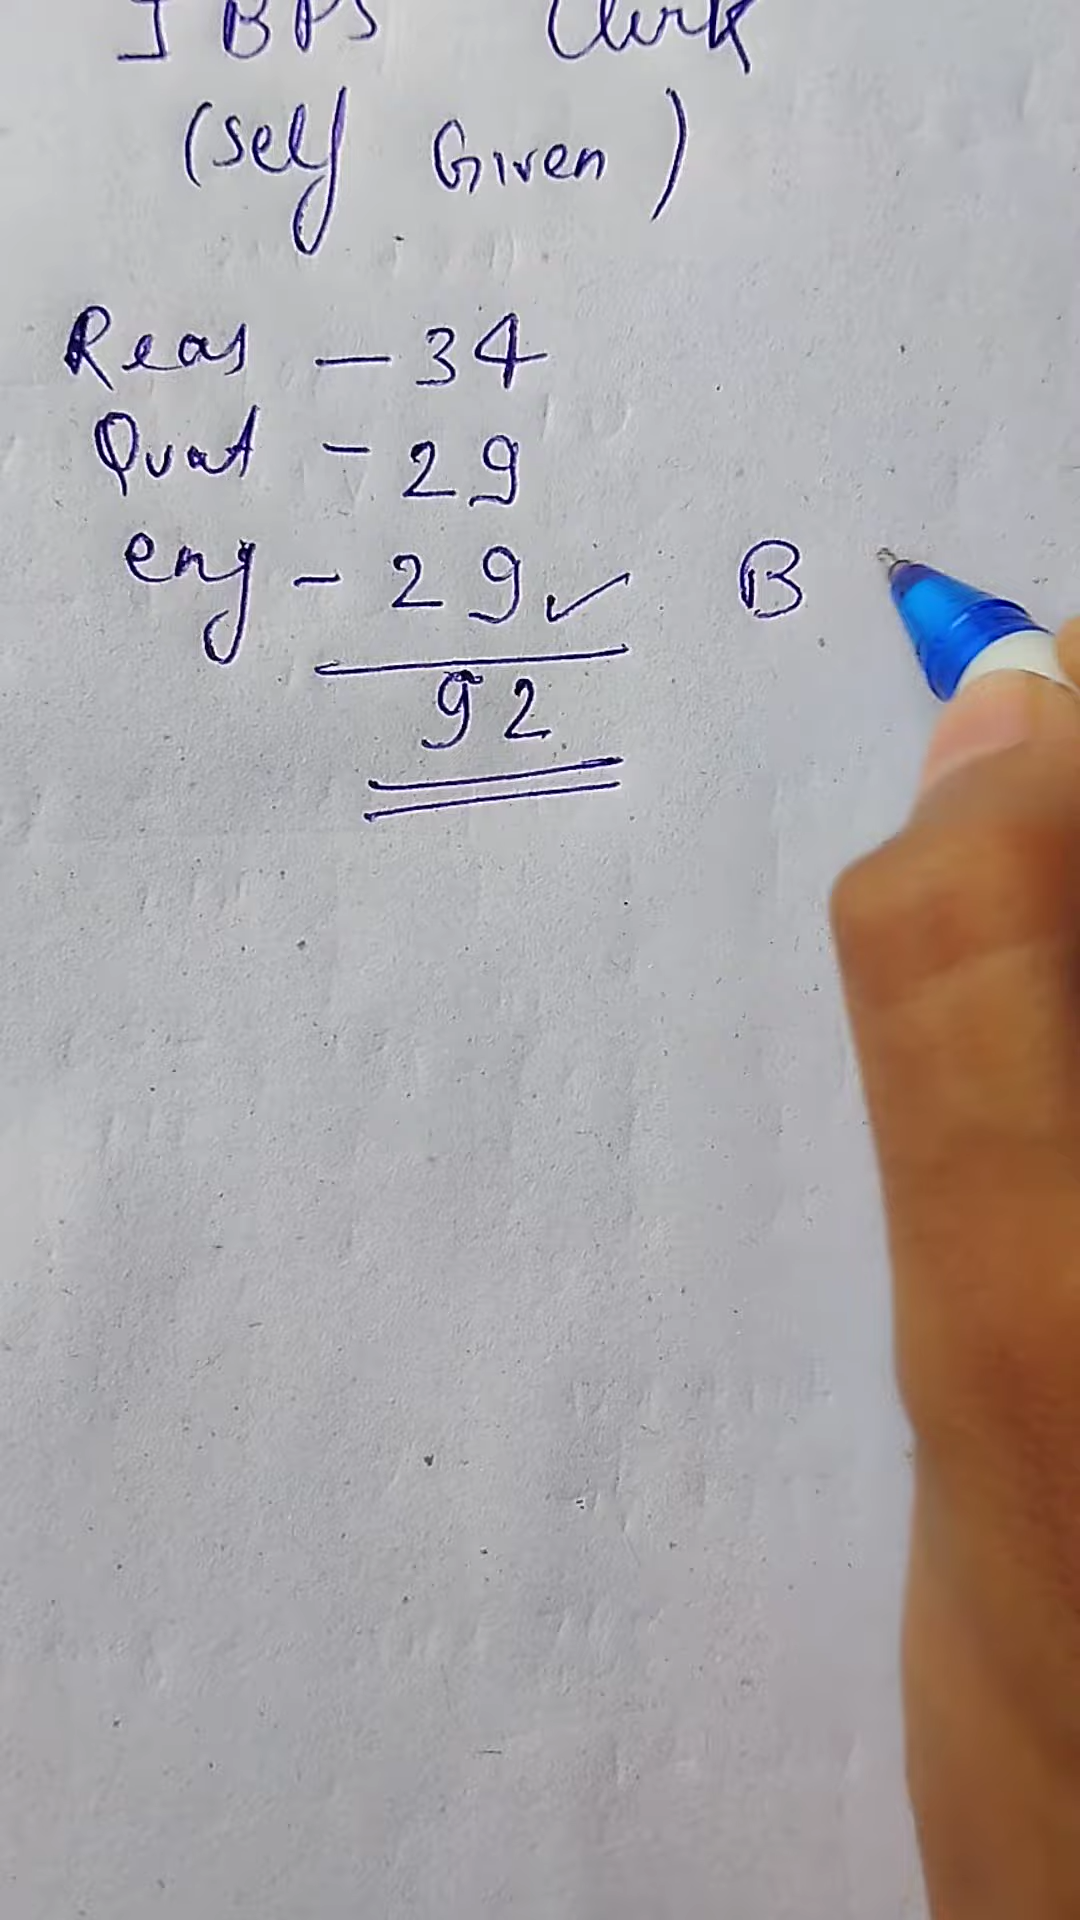 IBPS Clerk
(Self Given)
Reas - 34
Quat - 29
eng - 29 ✓ B
92